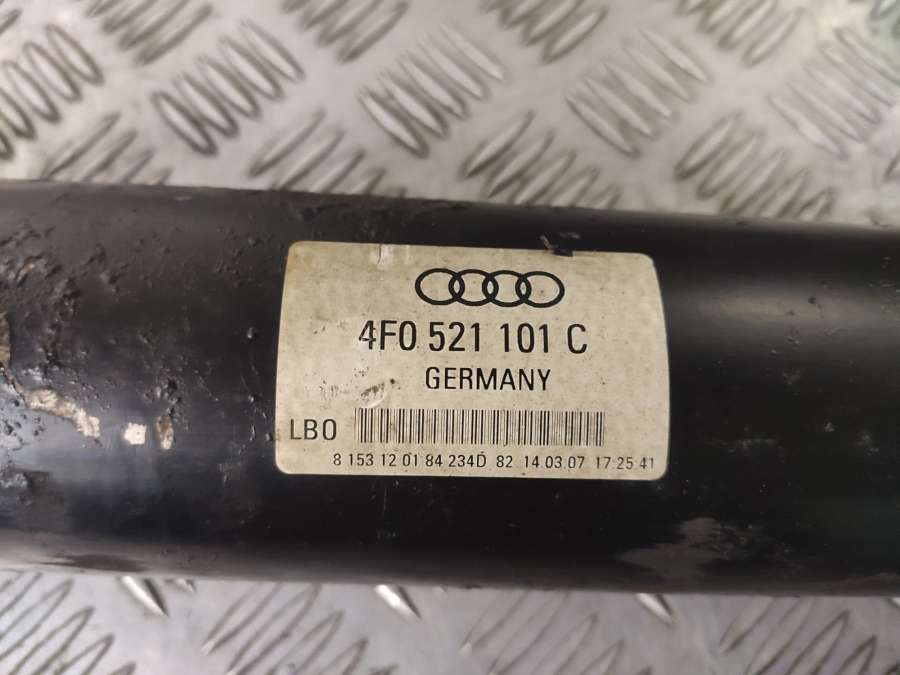 4F0 521 101 C
GERMANY
LBO
8 153 12 01 84 234D 82 14.03.07 17:25:41